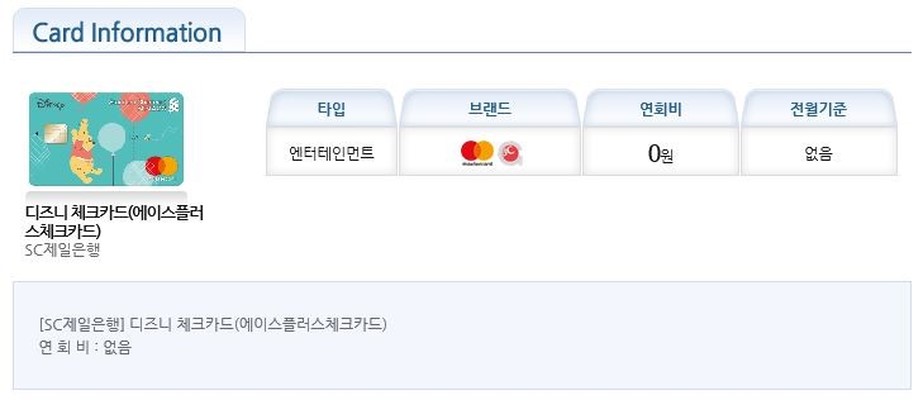 Card Information
Disney
타입
브랜드
연회비
전월기준
엔터테인먼트
mastercard
0원
없음
디즈니 체크카드(에이스플러
스체크카드)
SC제일은행
[SC제일은행] 디즈니 체크카드(에이스플러스체크카드)
연 회 비 : 없음